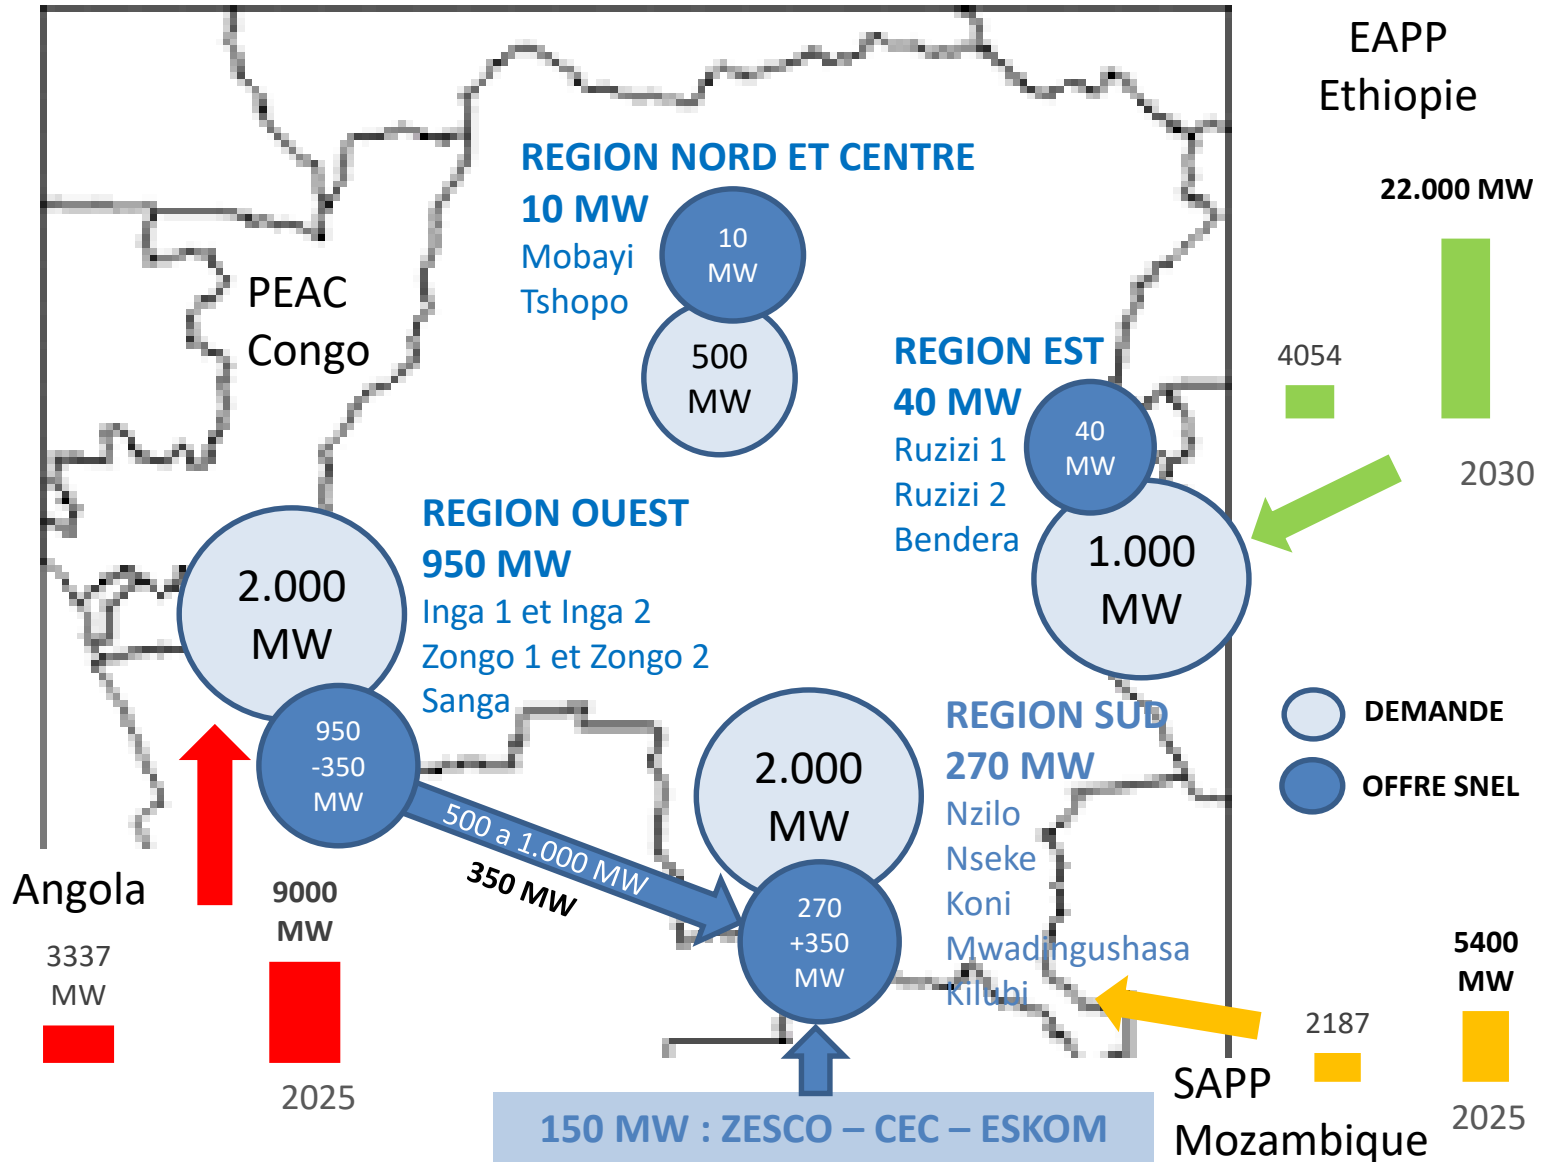 EAPP
Ethiopie
22.000 MW
4054
2030
REGION NORD ET CENTRE
10 MW
Mobayi
Tshopo
10
MW
500
MW
PEAC
Congo
REGION EST
40 MW
Ruzizi 1
Ruzizi 2
Bendera
40
MW
1.000
MW
REGION OUEST
950 MW
Inga 1 et Inga 2
Zongo 1 et Zongo 2
Sanga
2.000
MW
950
-350
MW
500 a 1.000 MW
350 MW
2.000
MW
270
+350
MW
REGION SUD
270 MW
Nzilo
Nseke
Koni
Mwadingushasa
Kilubi
DEMANDE
OFFRE SNEL
Angola
3337
MW
9000
MW
2025
150 MW : ZESCO – CEC – ESKOM
SAPP
Mozambique
2187
5400
MW
2025